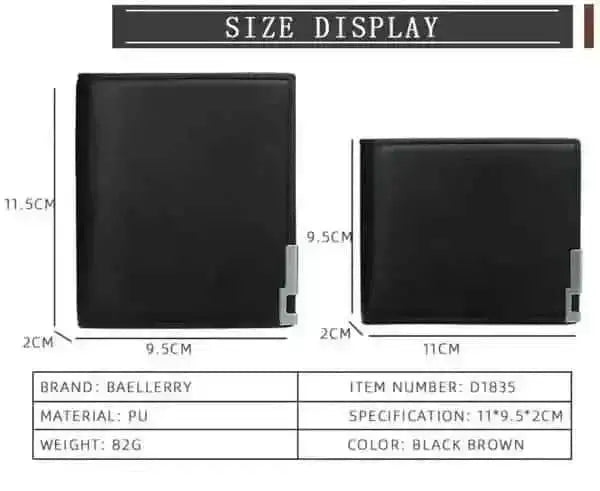 SIZE DISPLAY
11.5CM
2CM
9.5CM
9.5CM
2CM
11CM
BRAND: BAELLERRY
ITEM NUMBER: D1835
MATERIAL: PU
SPECIFICATION: 11*9.5*2CM
WEIGHT: 82G
COLOR: BLACK BROWN